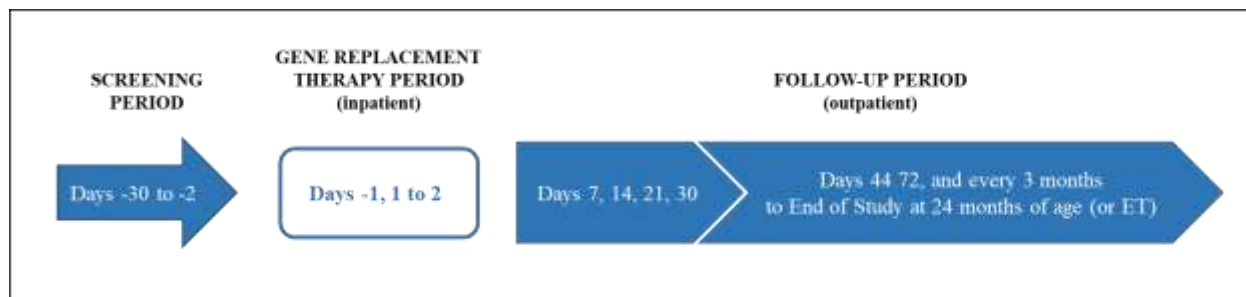 SCREENING
PERIOD
GENE REPLACEMENT
THERAPY PERIOD
(inpatient)
FOLLOW-UP PERIOD
(outpatient)
Days -30 to -2
Days -1, 1 to 2
Days 7, 14, 21, 30
Days 44 72, and every 3 months
to End of Study at 24 months of age (or ET)